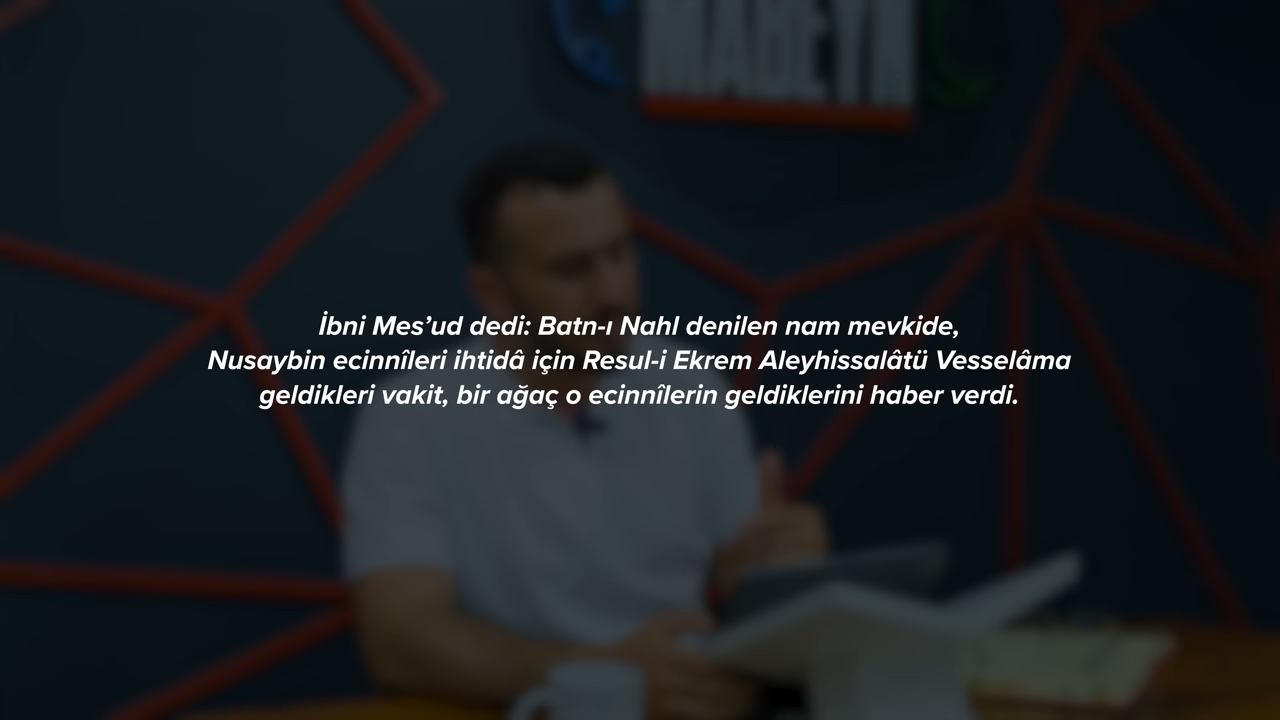 MABEYN
İbni Mes’ud dedi: Batn-ı Nahl denilen nam mevkide,
Nusaybin ecinnîleri ihtidâ için Resul-i Ekrem Aleyhissalâtü Vesselâma
geldikleri vakit, bir ağaç o ecinnîlerin geldiklerini haber verdi.